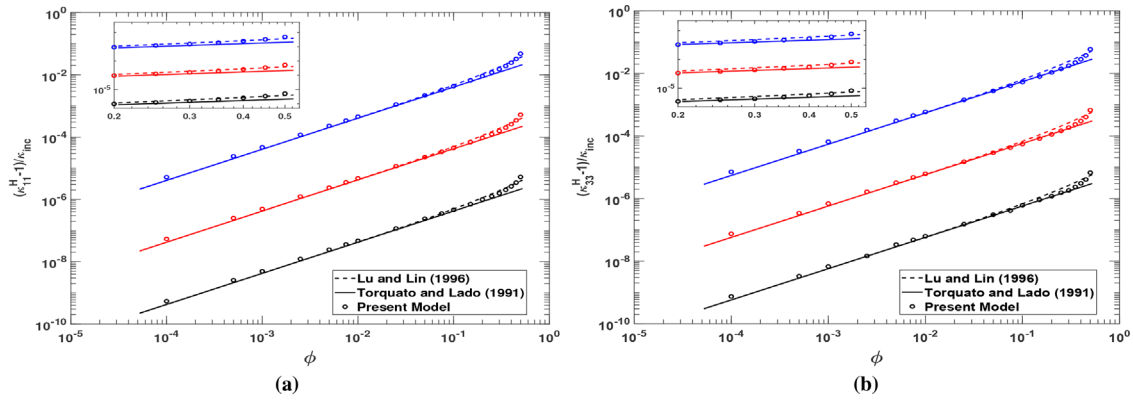 10^0
10^-2
10^-4
10^-6
10^-8
10^-10
(κ^H_11-1)/κ_inc
10^-5
0.2 0.3 0.4 0.5
Lu and Lin (1996)
Torquato and Lado (1991)
Present Model
10^-5 10^-4 10^-3 10^-2 10^-1 10^0
ϕ
(a)
10^0
10^-2
10^-4
10^-6
10^-8
10^-10
(κ^H_33-1)/κ_inc
10^-5
0.2 0.3 0.4 0.5
Lu and Lin (1996)
Torquato and Lado (1991)
Present Model
10^-5 10^-4 10^-3 10^-2 10^-1 10^0
ϕ
(b)